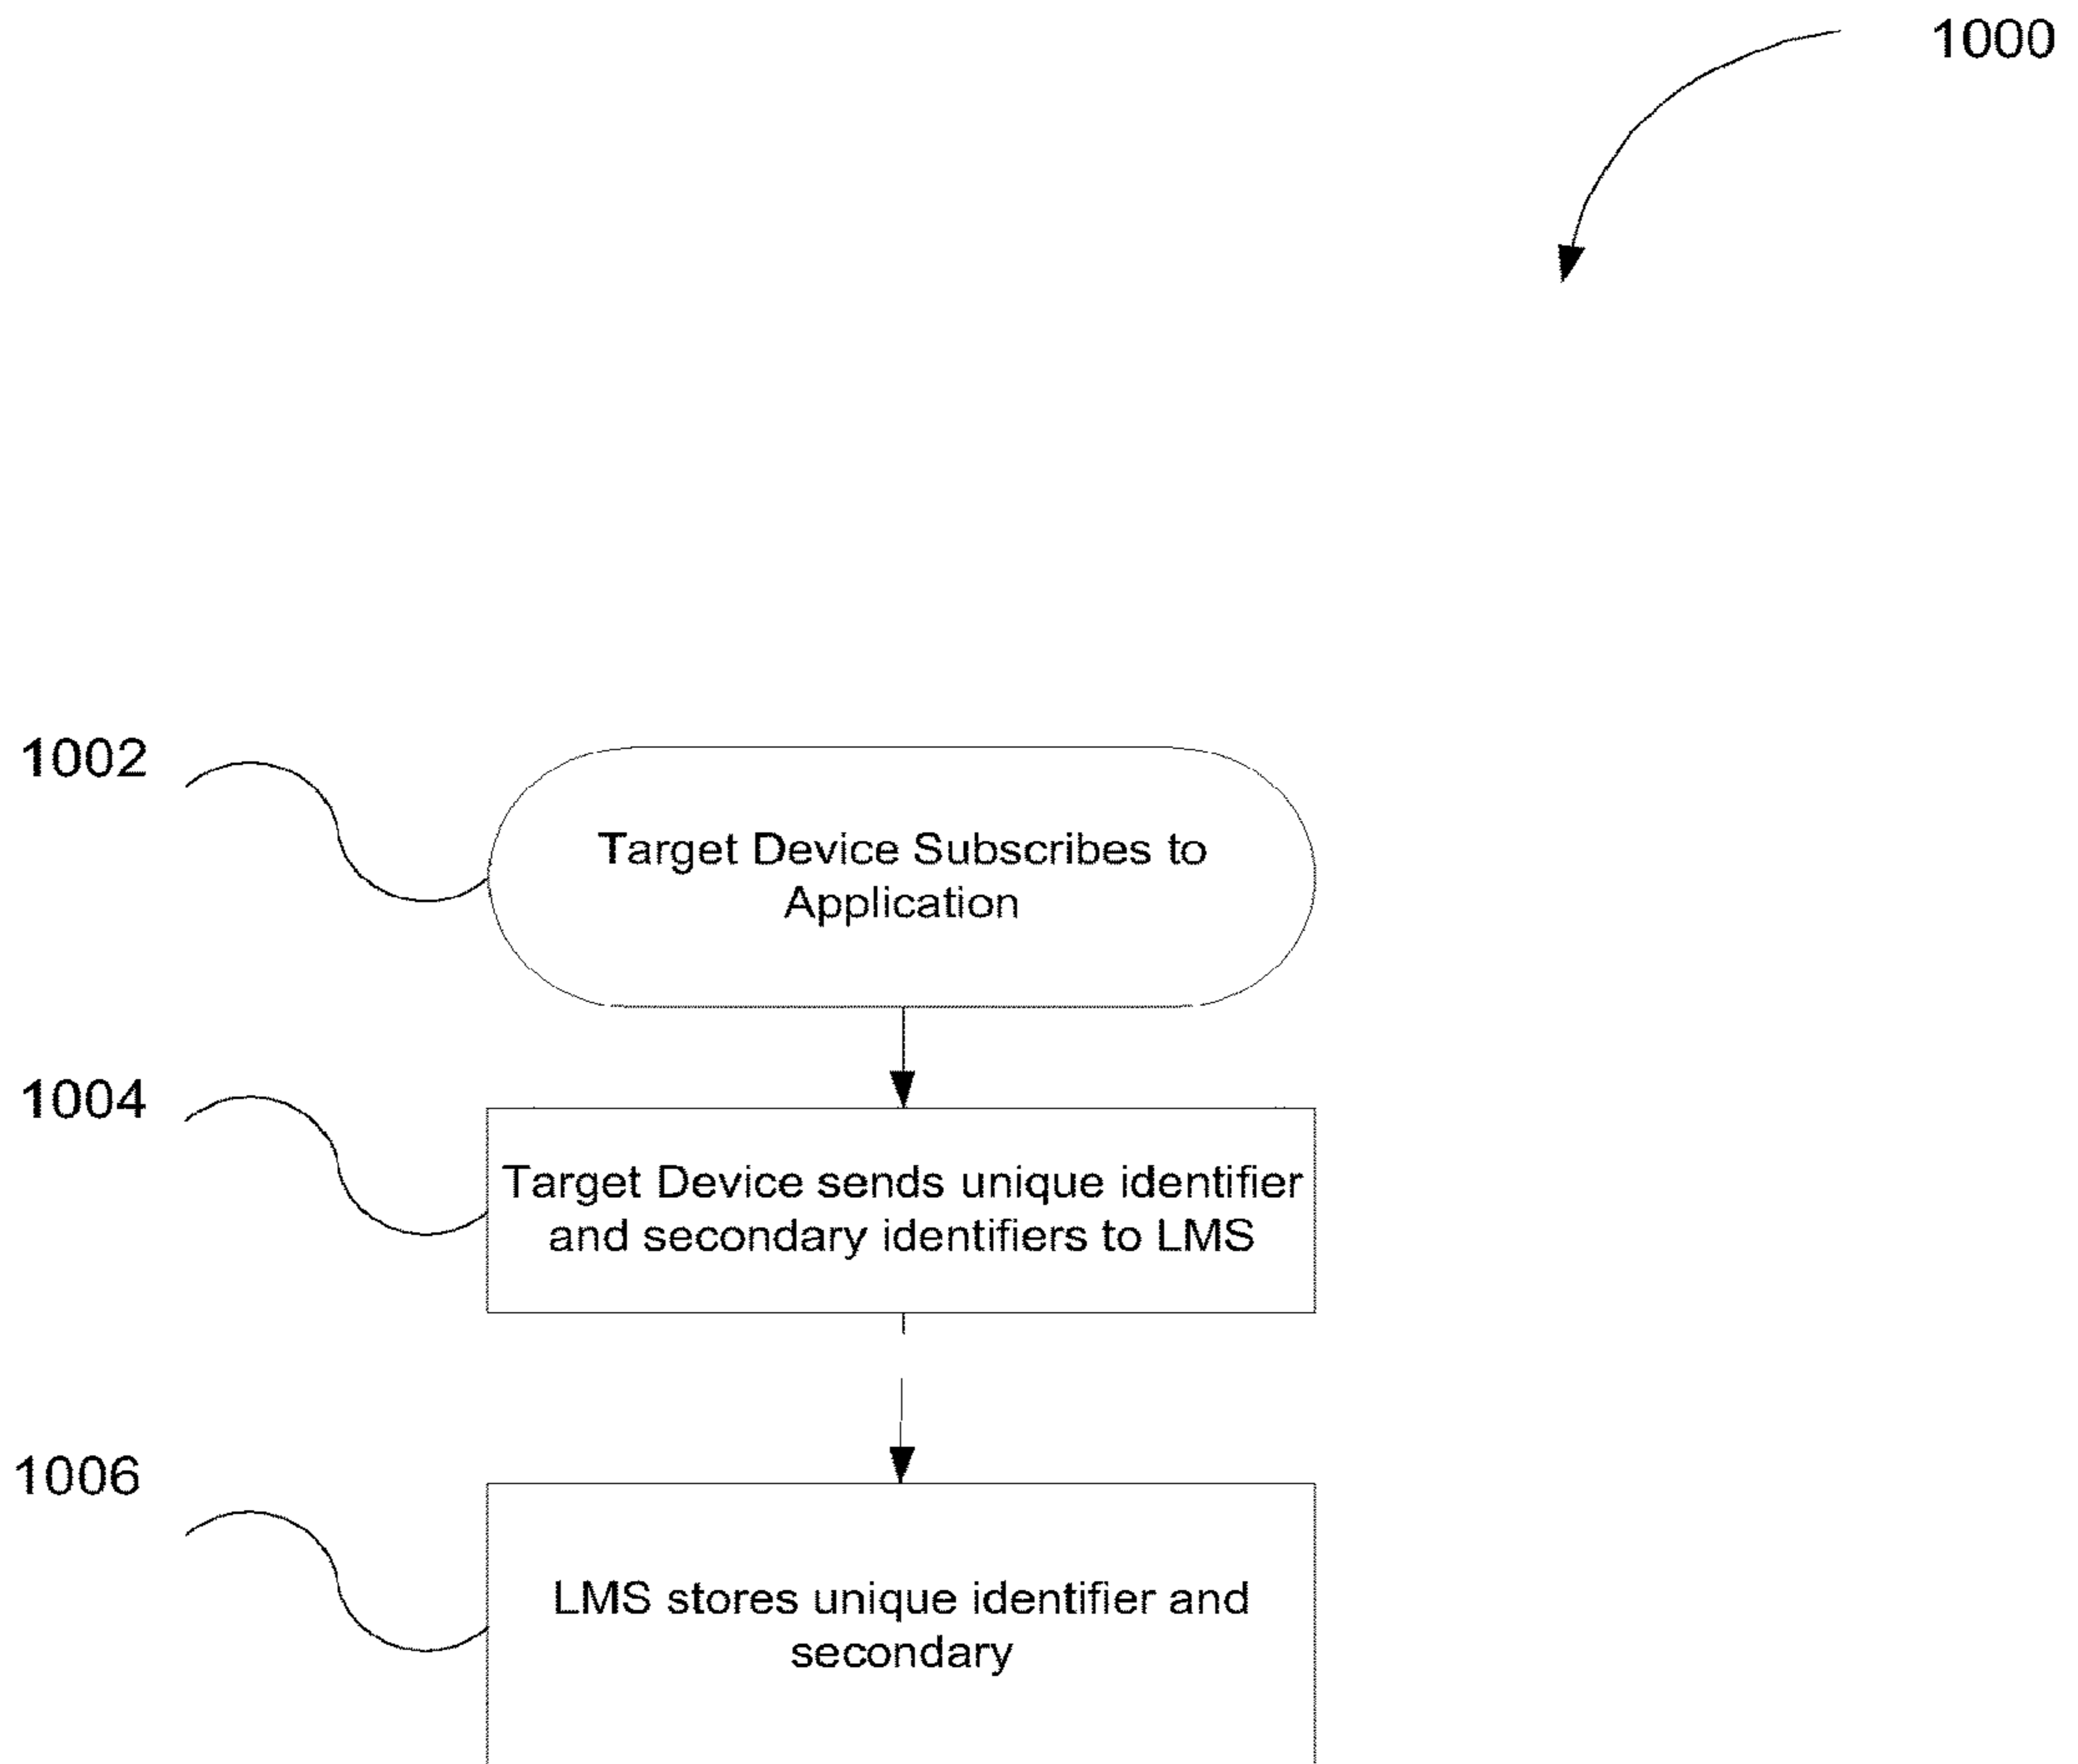 1000
1002
Target Device Subscribes to
Application
1004
Target Device sends unique identifier
and secondary identifiers to LMS
1006
LMS stores unique identifier and
secondary